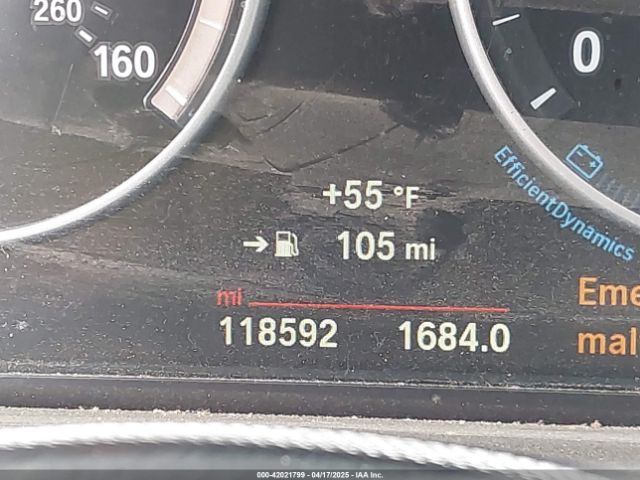 260
160
0
EfficientDynamics
+55 °F
105 mi
mi
118592 1684.0
Eme
mal
000-42021799 - 04/17/2025 - IAA Inc.